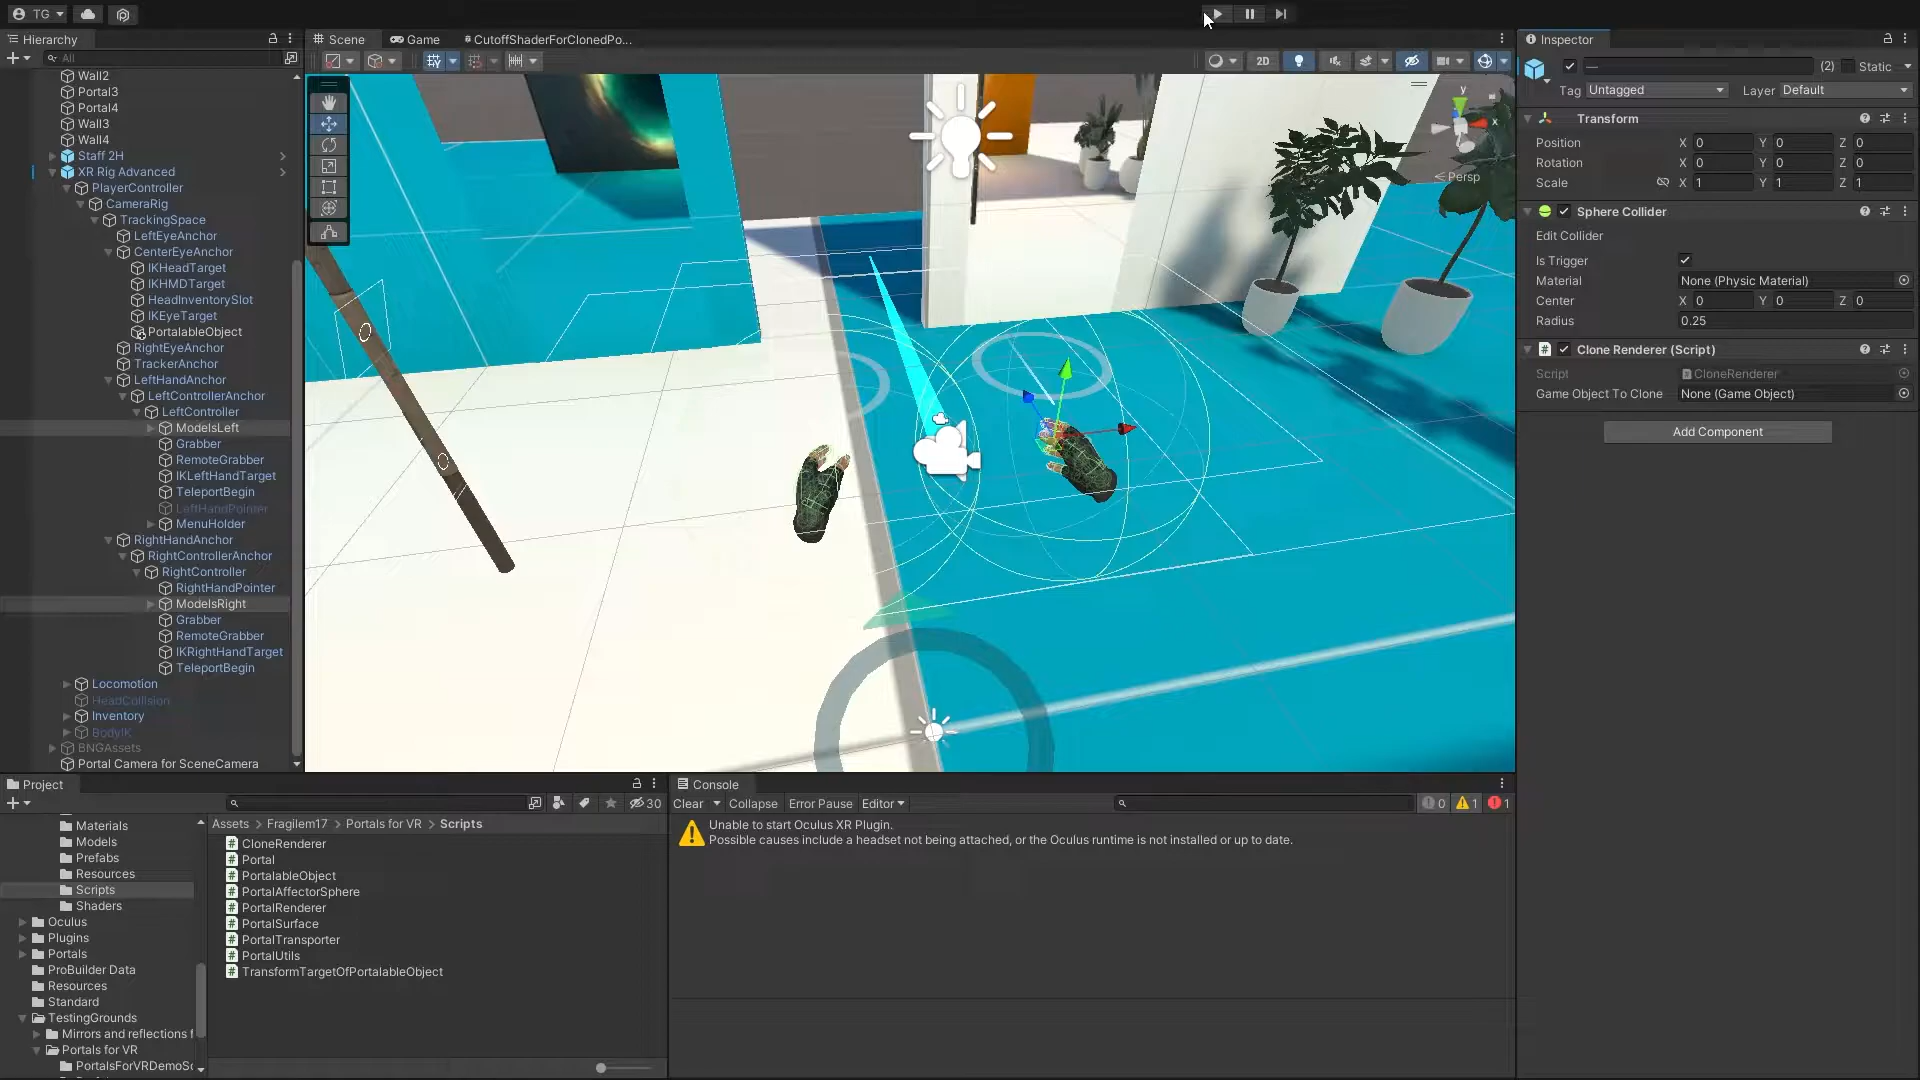 TG
Hierarchy
All
Wall2
Portal3
Portal4
Wall3
Wall4
Staff 2H
XR Rig Advanced
PlayerController
CameraRig
TrackingSpace
LeftEyeAnchor
CenterEyeAnchor
IKHeadTarget
IKHMDTarget
HeadInventorySlot
IKEyeTarget
PortalableObject
RightEyeAnchor
TrackerAnchor
LeftHandAnchor
LeftControllerAnchor
LeftController
ModelsLeft
Grabber
RemoteGrabber
IKLeftHandTarget
TeleportBegin
LeftHandPointer
MenuHolder
RightHandAnchor
RightControllerAnchor
RightController
RightHandPointer
ModelsRight
Grabber
RemoteGrabber
IKRightHandTarget
TeleportBegin
Locomotion
HeadCollision
Inventory
BodyIK
BNGAssets
Portal Camera for SceneCamera
Scene
Game
CutoffShaderForClonedPo...
2D
y
x
Persp
Inspector
—
(2)
Static
Tag Untagged
Layer Default
Transform
Position X 0 Y 0 Z 0
Rotation X 0 Y 0 Z 0
Scale X 1 Y 1 Z 1
Sphere Collider
Edit Collider
Is Trigger
Material None (Physic Material)
Center X 0 Y 0 Z 0
Radius 0.25
Clone Renderer (Script)
Script CloneRenderer
Game Object To Clone None (Game Object)
Add Component
Project
30
Materials
Models
Prefabs
Resources
Scripts
Shaders
Oculus
Plugins
Portals
ProBuilder Data
Resources
Standard
TestingGrounds
Mirrors and reflections f
Portals for VR
PortalsForVRDemoSc
Assets > Fragilem17 > Portals for VR > Scripts
CloneRenderer
Portal
PortalableObject
PortalAffectorSphere
PortalRenderer
PortalSurface
PortalTransporter
PortalUtils
TransformTargetOfPortalableObject
Console
Clear Collapse Error Pause Editor
0 1 1
Unable to start Oculus XR Plugin.
Possible causes include a headset not being attached, or the Oculus runtime is not installed or up to date.